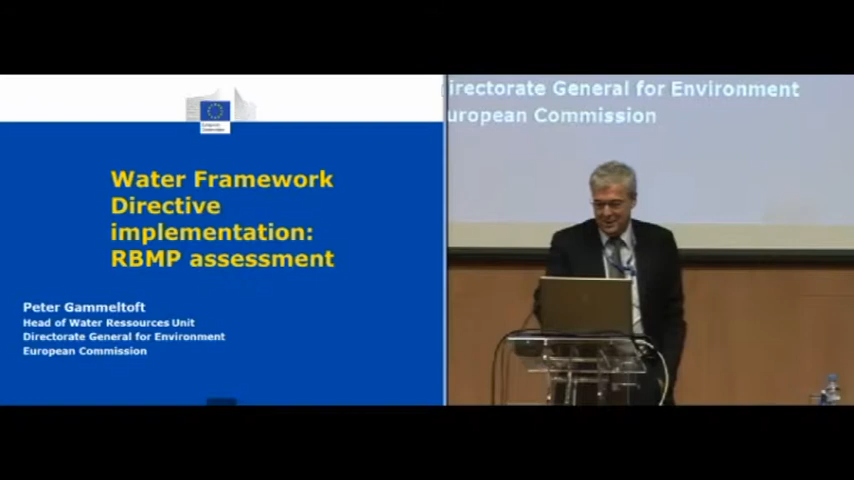 Water Framework
Directive
implementation:
RBMP assessment
Peter Gammeltoft
Head of Water Ressources Unit
Directorate General for Environment
European Commission
irectorate General for Environment
uropean Commission